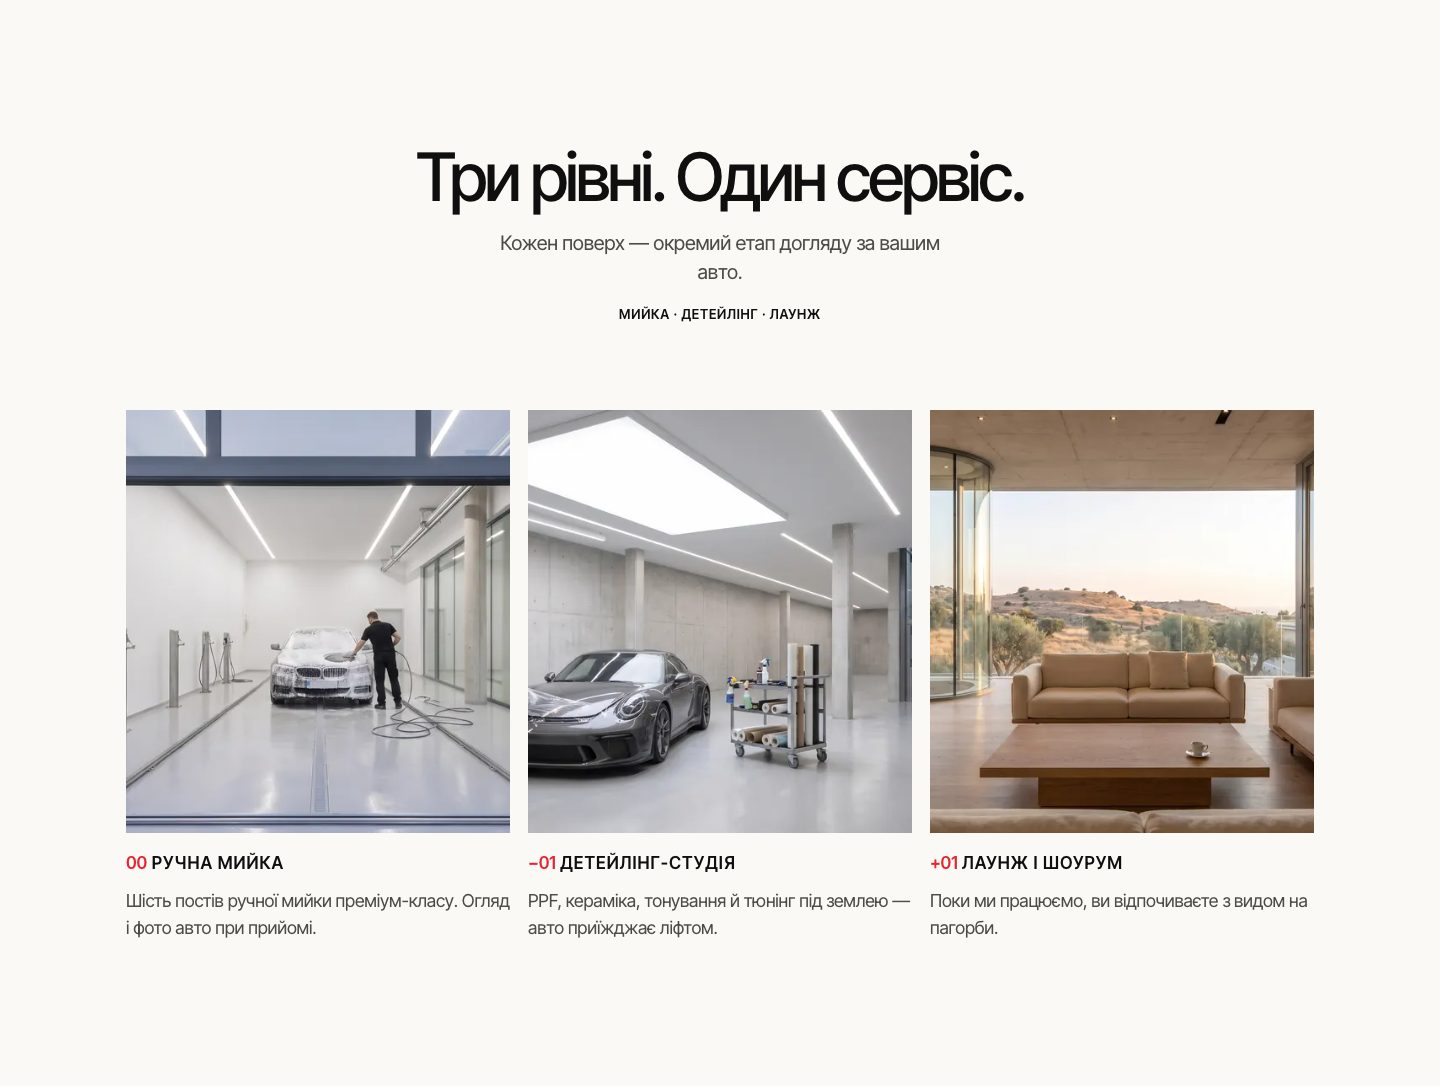 Три рівні. Один сервіс.
Кожен поверх — окремий етап догляду за вашим
авто.
МИЙКА · ДЕТЕЙЛІНГ · ЛАУНЖ
00 РУЧНА МИЙКА
Шість постів ручної мийки преміум-класу. Огляд
і фото авто при прийомі.
−01 ДЕТЕЙЛІНГ-СТУДІЯ
PPF, кераміка, тонування й тюнінг під землею —
авто приїжджає ліфтом.
+01 ЛАУНЖ І ШОУРУМ
Поки ми працюємо, ви відпочиваєте з видом на
пагорби.